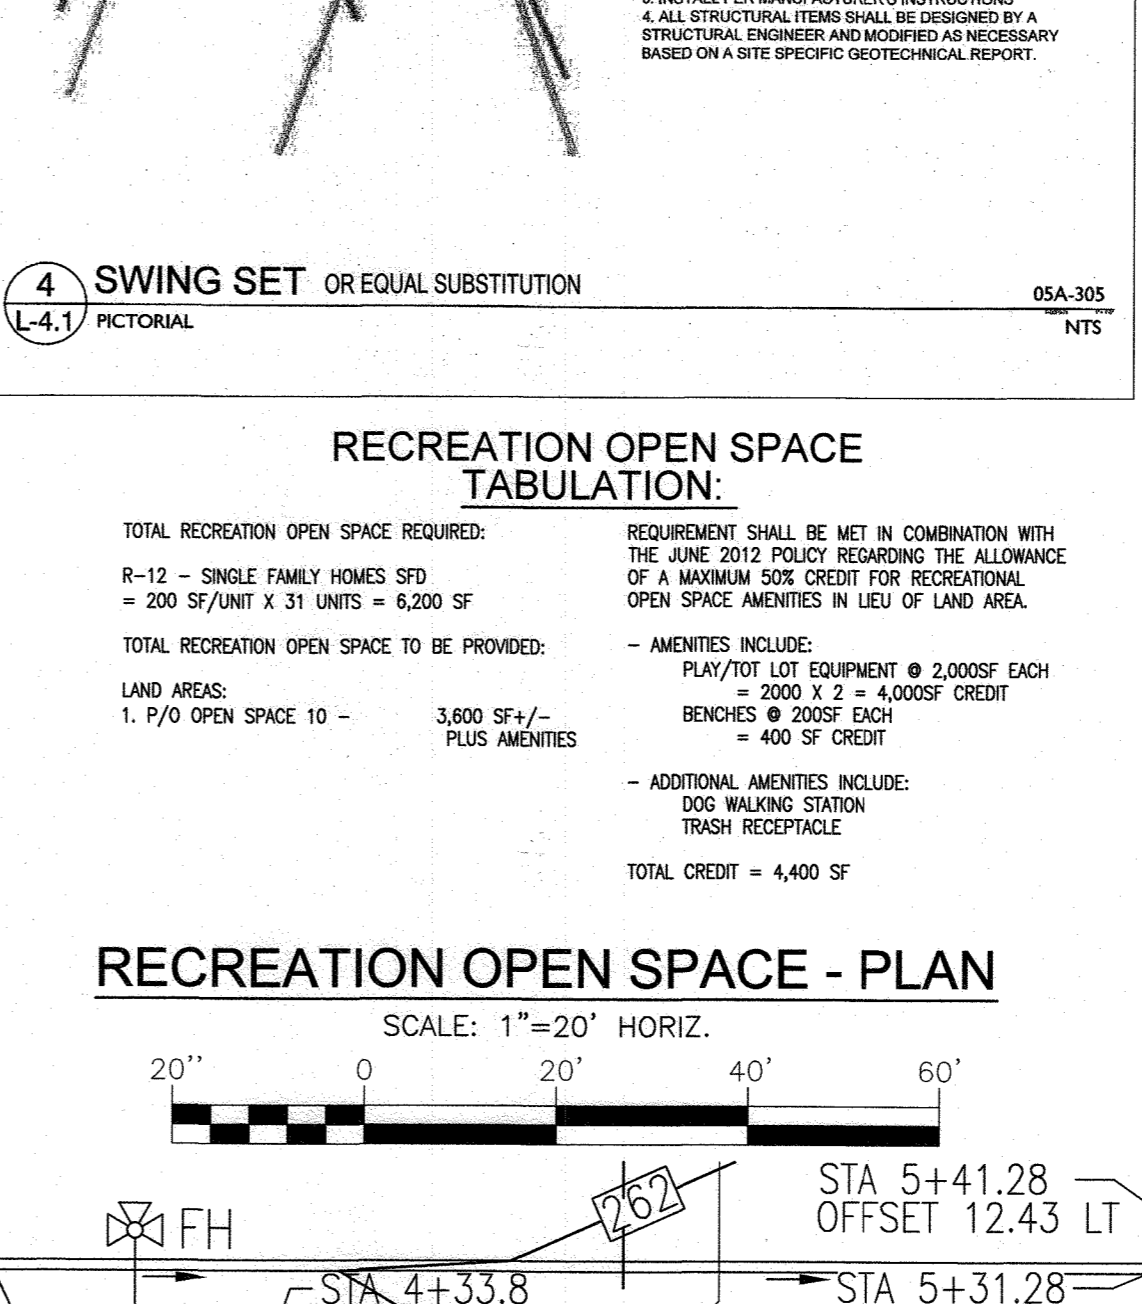 3. INSTALL PER MANUFACTURER'S INSTRUCTIONS
4. ALL STRUCTURAL ITEMS SHALL BE DESIGNED BY A
STRUCTURAL ENGINEER AND MODIFIED AS NECESSARY
BASED ON A SITE SPECIFIC GEOTECHNICAL REPORT.
4
L-4.1
SWING SET OR EQUAL SUBSTITUTION
PICTORIAL
05A-305
NTS
RECREATION OPEN SPACE
TABULATION:
TOTAL RECREATION OPEN SPACE REQUIRED:
R-12 - SINGLE FAMILY HOMES SFD
= 200 SF/UNIT X 31 UNITS = 6,200 SF
TOTAL RECREATION OPEN SPACE TO BE PROVIDED:
LAND AREAS:
1. P/O OPEN SPACE 10 - 3,600 SF+/-
PLUS AMENITIES
REQUIREMENT SHALL BE MET IN COMBINATION WITH
THE JUNE 2012 POLICY REGARDING THE ALLOWANCE
OF A MAXIMUM 50% CREDIT FOR RECREATIONAL
OPEN SPACE AMENITIES IN LIEU OF LAND AREA.
- AMENITIES INCLUDE:
PLAY/TOT LOT EQUIPMENT @ 2,000SF EACH
= 2000 X 2 = 4,000SF CREDIT
BENCHES @ 200SF EACH
= 400 SF CREDIT
- ADDITIONAL AMENITIES INCLUDE:
DOG WALKING STATION
TRASH RECEPTACLE
TOTAL CREDIT = 4,400 SF
RECREATION OPEN SPACE - PLAN
SCALE: 1"=20' HORIZ.
20'' 0 20' 40' 60'
262
STA 5+41.28
OFFSET 12.43 LT
FH
STA 4+33.8
STA 5+31.28